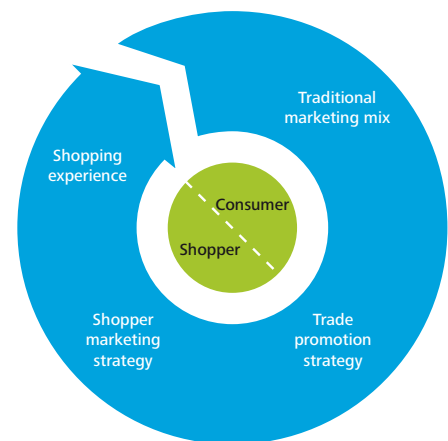 Traditional
marketing mix
Shopping
experience
Consumer
Shopper
Shopper
marketing
strategy
Trade
promotion
strategy